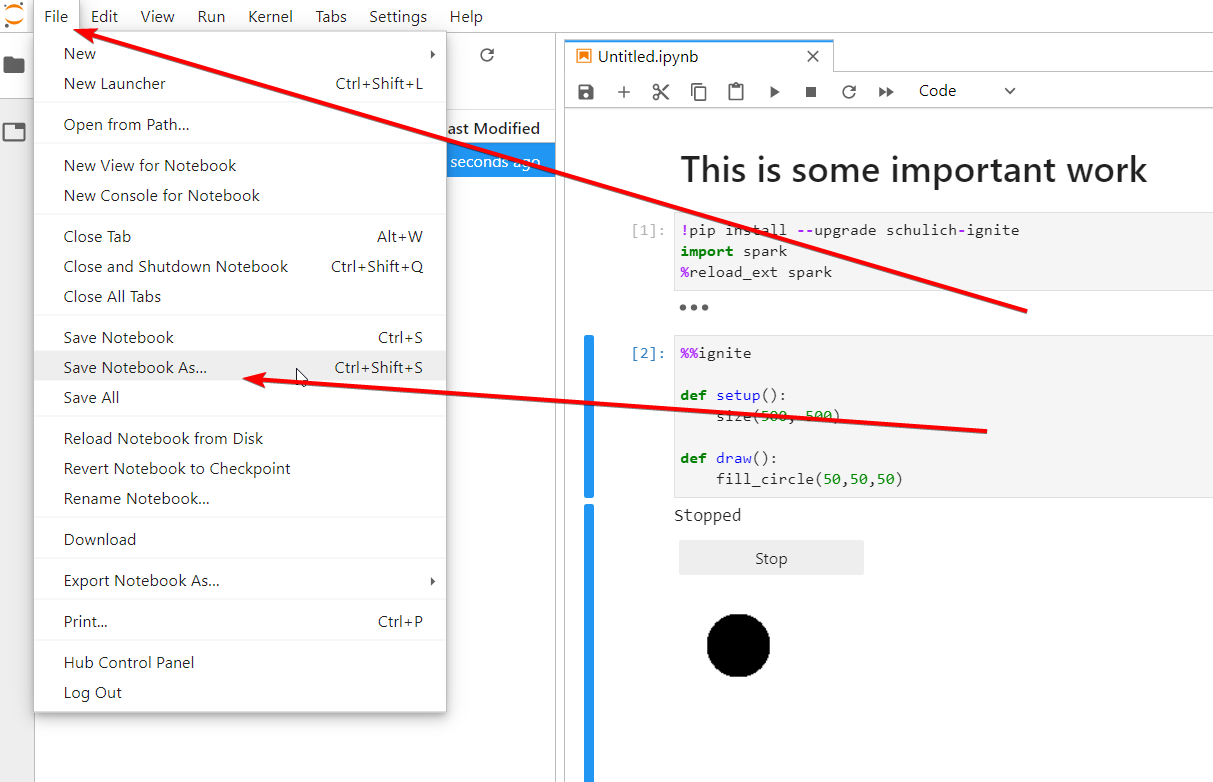 File Edit View Run Kernel Tabs Settings Help
New
New Launcher Ctrl+Shift+L
Open from Path...
New View for Notebook
New Console for Notebook
Close Tab Alt+W
Close and Shutdown Notebook Ctrl+Shift+Q
Close All Tabs
Save Notebook Ctrl+S
Save Notebook As... Ctrl+Shift+S
Save All
Reload Notebook from Disk
Revert Notebook to Checkpoint
Rename Notebook...
Download
Export Notebook As...
Print... Ctrl+P
Hub Control Panel
Log Out
ast Modified
seconds ago
Untitled.ipynb
Code
This is some important work
[1]: !pip install --upgrade schulich-ignite
import spark
%reload_ext spark
[2]: %%ignite
def setup():
    size(500, 500)
def draw():
    fill_circle(50,50,50)
Stopped
Stop